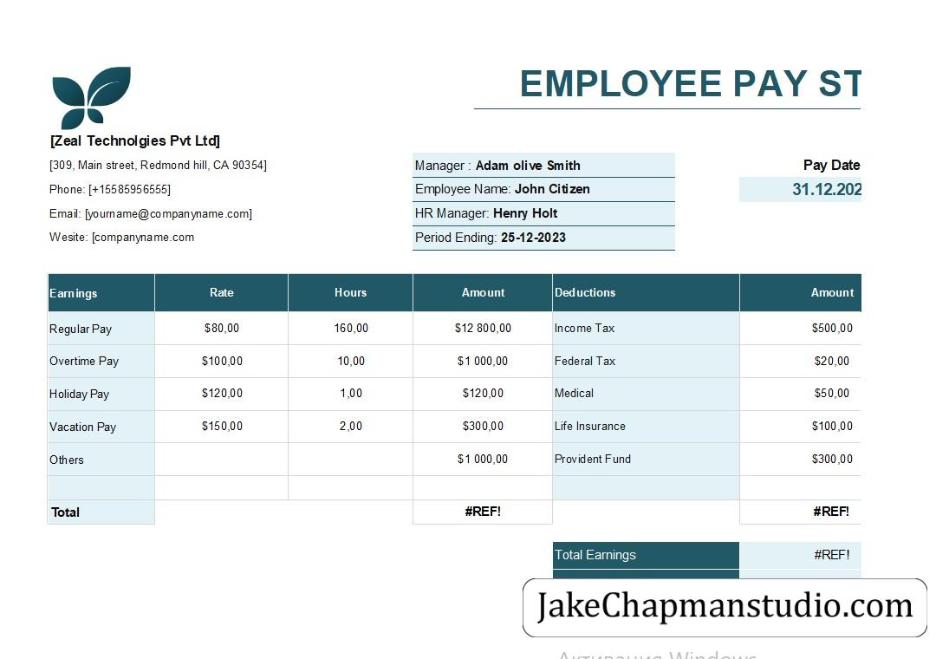 EMPLOYEE PAY ST
[Zeal Technolgies Pvt Ltd]
[309, Main street, Redmond hill, CA 90354]
Phone: [+15585956555]
Email: [yourname@companyname.com]
Wesite: [companyname.com
Manager : Adam olive Smith
Employee Name: John Citizen
HR Manager: Henry Holt
Period Ending: 25-12-2023
Pay Date
31.12.202
Earnings Rate Hours Amount Deductions Amount
Regular Pay $80,00 160,00 $12 800,00 Income Tax $500,00
Overtime Pay $100,00 10,00 $1 000,00 Federal Tax $20,00
Holiday Pay $120,00 1,00 $120,00 Medical $50,00
Vacation Pay $150,00 2,00 $300,00 Life Insurance $100,00
Others $1 000,00 Provident Fund $300,00
Total #REF! #REF!
Total Earnings #REF!
JakeChapmanstudio.com
Активация Windows